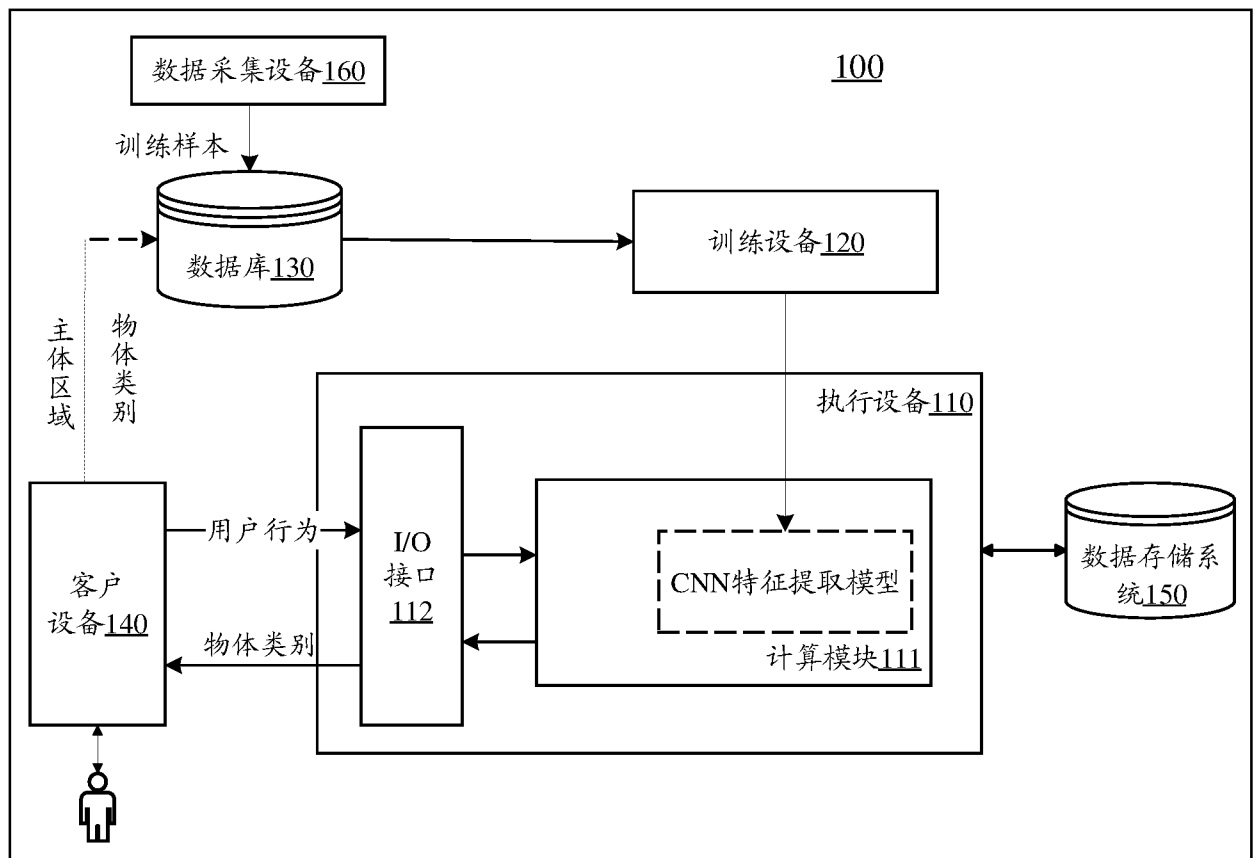 100
数据采集设备160
训练样本
数据库130
训练设备120
主体区域
物体类别
执行设备110
客户
设备140
用户行为
物体类别
I/O
接口
112
CNN特征提取模型
计算模块111
数据存储系
统150